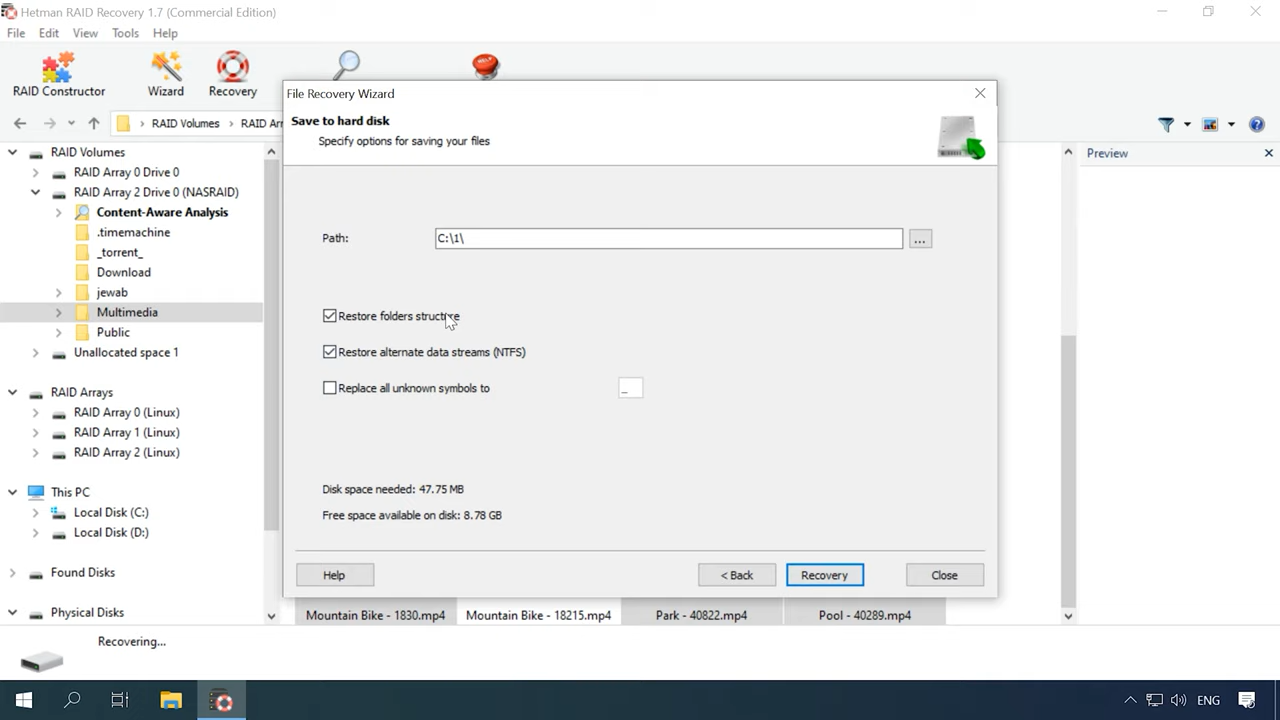 Hetman RAID Recovery 1.7 (Commercial Edition)
File Edit View Tools Help
RAID Constructor Wizard Recovery
RAID Volumes
File Recovery Wizard
Save to hard disk
Specify options for saving your files
Preview
RAID Volumes
RAID Array 0 Drive 0
RAID Array 2 Drive 0 (NASRAID)
Content-Aware Analysis
.timemachine
_torrent_
Download
jewab
Multimedia
Public
Unallocated space 1
RAID Arrays
RAID Array 0 (Linux)
RAID Array 1 (Linux)
RAID Array 2 (Linux)
This PC
Local Disk (C:)
Local Disk (D:)
Found Disks
Physical Disks
Path: C:\1\ ...
Restore folders structure
Restore alternate data streams (NTFS)
Replace all unknown symbols to _
Disk space needed: 47.75 MB
Free space available on disk: 8.78 GB
Help < Back Recovery Close
Mountain Bike - 1830.mp4 Mountain Bike - 18215.mp4 Park - 40822.mp4 Pool - 40289.mp4
Recovering...
ENG